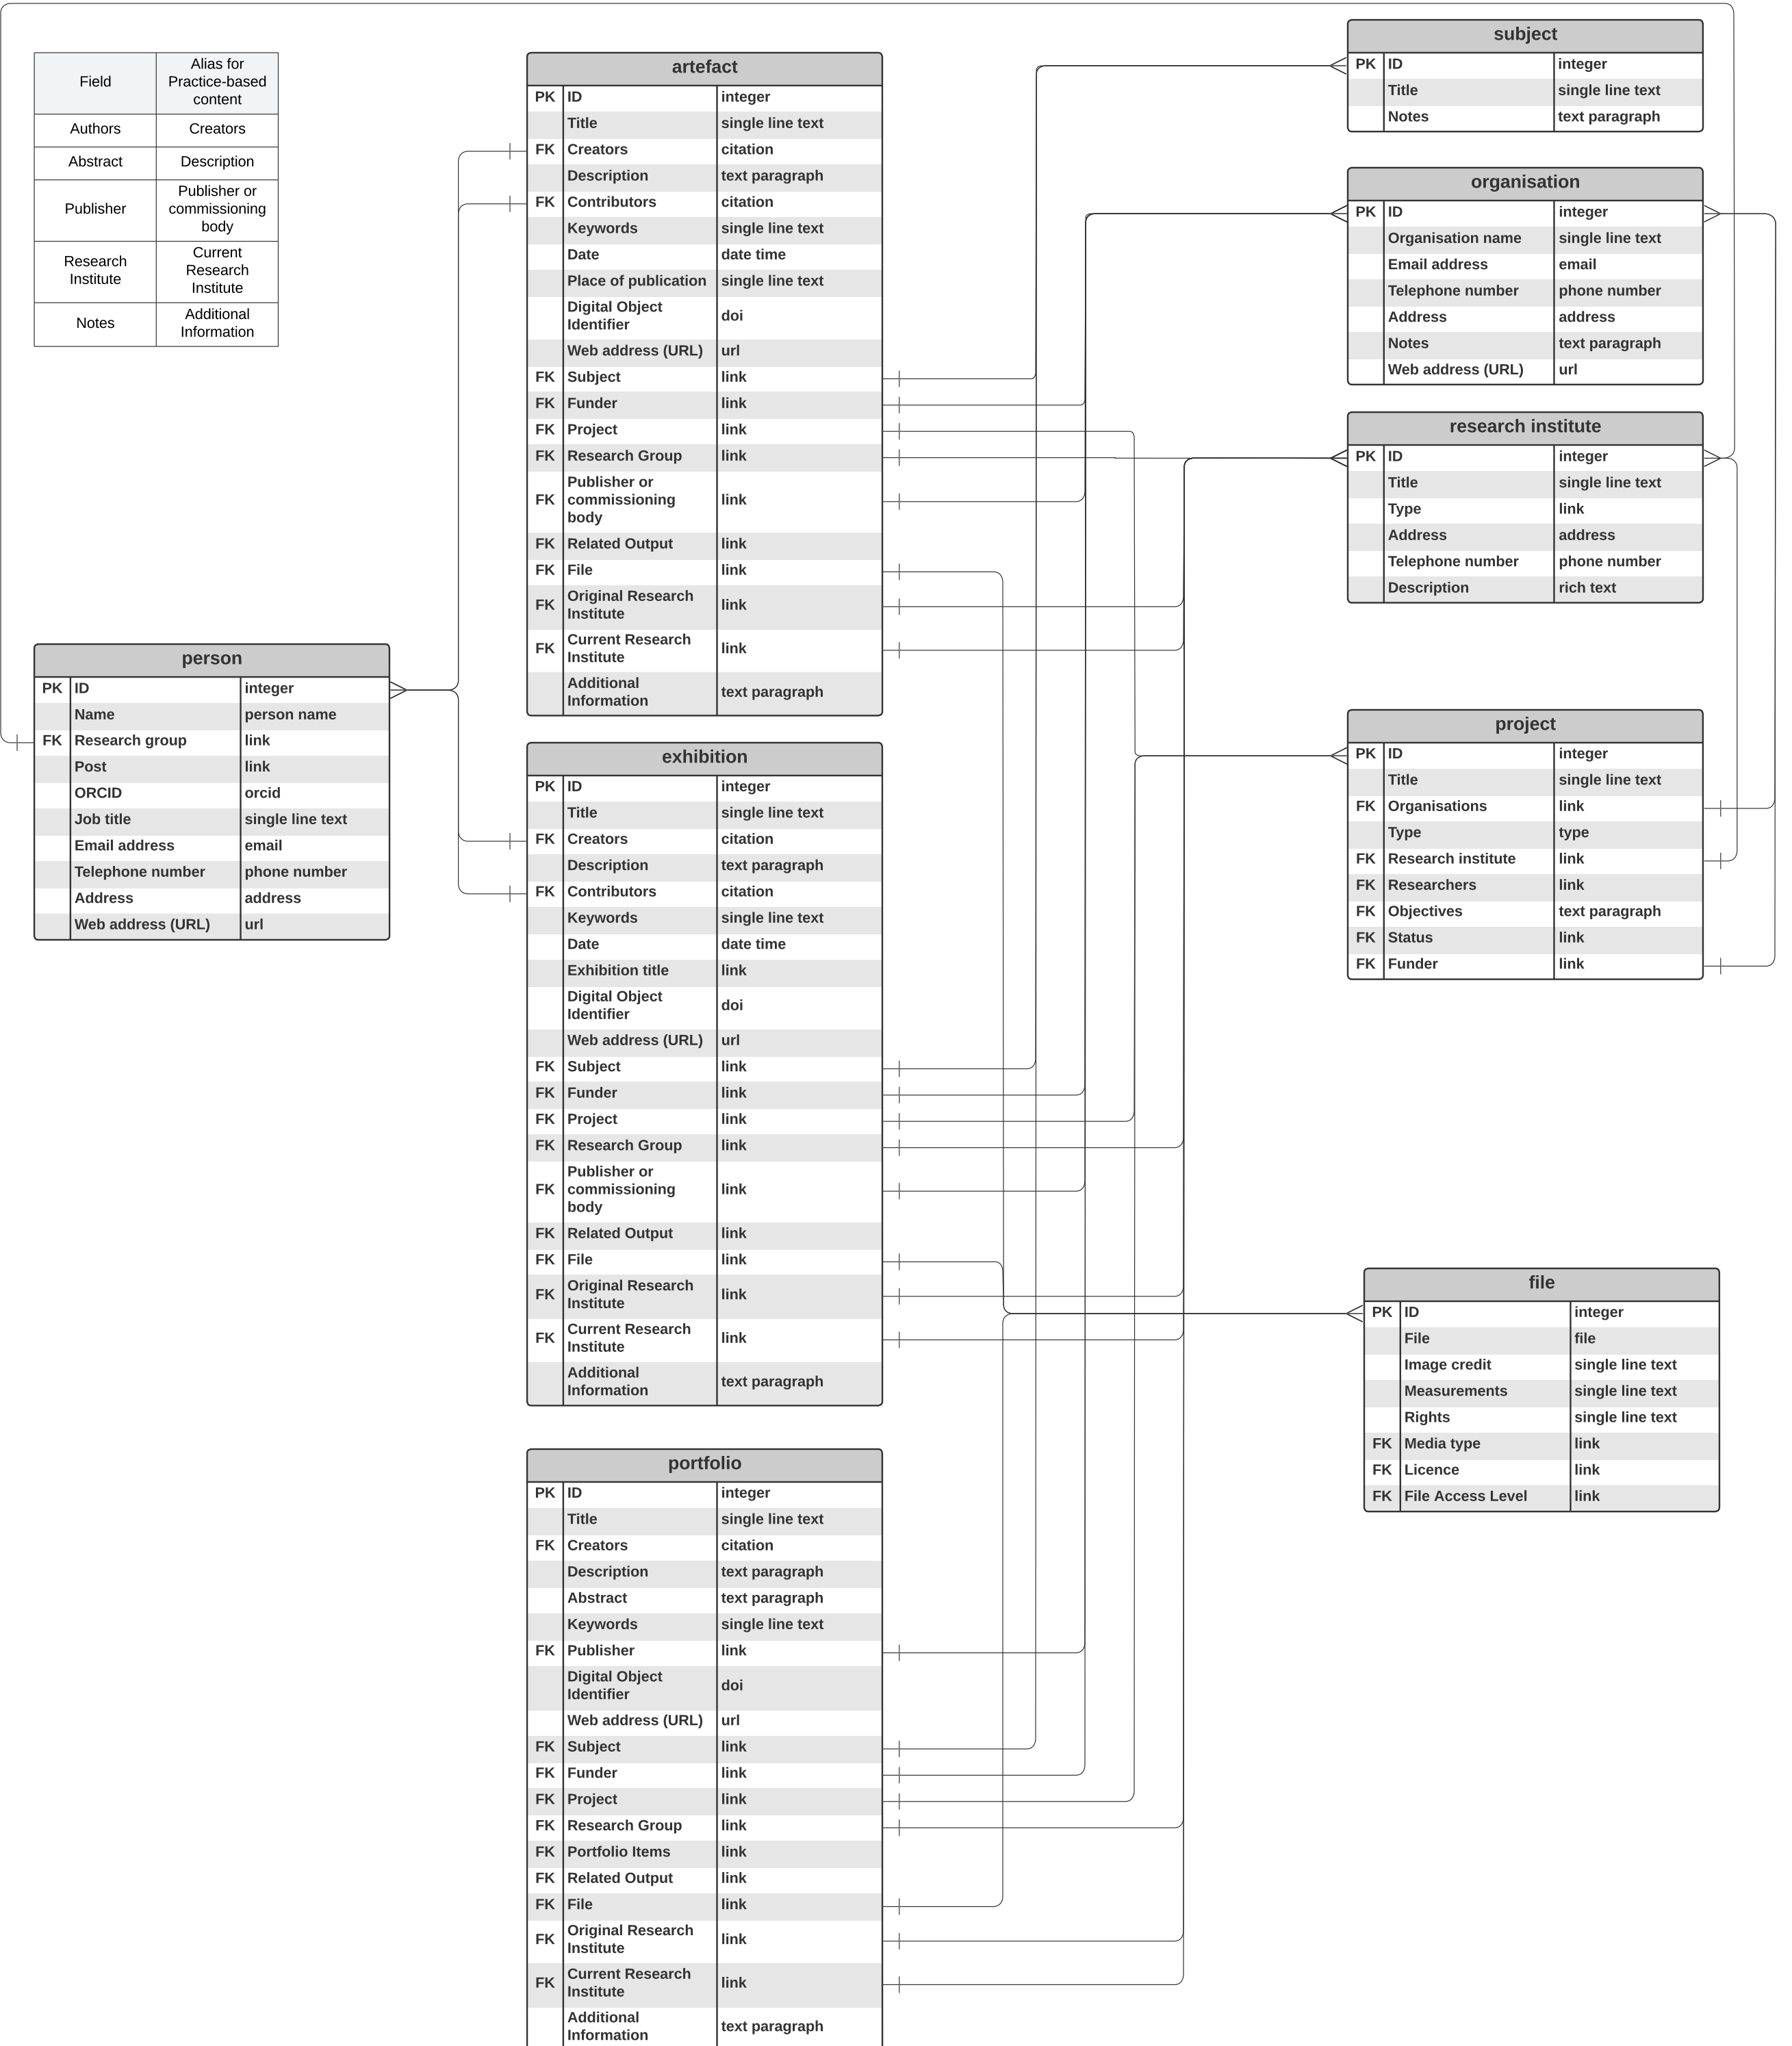 Field
Alias for
Practice-based
content
Authors
Creators
Abstract
Description
Publisher
Publisher or
commissioning
body
Research
Institute
Current
Research
Institute
Notes
Additional
Information
person
PK ID integer
Name person name
FK Research group link
Post link
ORCID orcid
Job title single line text
Email address email
Telephone number phone number
Address address
Web address (URL) url
artefact
PK ID integer
Title single line text
FK Creators citation
Description text paragraph
FK Contributors citation
Keywords single line text
Date date time
Place of publication single line text
Digital Object
Identifier
doi
Web address (URL) url
FK Subject link
FK Funder link
FK Project link
FK Research Group link
FK
Publisher or
commissioning
body
link
FK Related Output link
FK File link
FK
Original Research
Institute
link
FK
Current Research
Institute
link
Additional
Information
text paragraph
exhibition
PK ID integer
Title single line text
FK Creators citation
Description text paragraph
FK Contributors citation
Keywords single line text
Date date time
Exhibition title link
Digital Object
Identifier
doi
Web address (URL) url
FK Subject link
FK Funder link
FK Project link
FK Research Group link
FK
Publisher or
commissioning
body
link
FK Related Output link
FK File link
FK
Original Research
Institute
link
FK
Current Research
Institute
link
Additional
Information
text paragraph
portfolio
PK ID integer
Title single line text
FK Creators citation
Description text paragraph
Abstract text paragraph
Keywords single line text
FK Publisher link
Digital Object
Identifier
doi
Web address (URL) url
FK Subject link
FK Funder link
FK Project link
FK Research Group link
FK Portfolio Items link
FK Related Output link
FK File link
FK
Original Research
Institute
link
FK
Current Research
Institute
link
Additional
Information
text paragraph
subject
PK ID integer
Title single line text
Notes text paragraph
organisation
PK ID integer
Organisation name single line text
Email address email
Telephone number phone number
Address address
Notes text paragraph
Web address (URL) url
research institute
PK ID integer
Title single line text
Type link
Address address
Telephone number phone number
Description rich text
project
PK ID integer
Title single line text
FK Organisations link
Type type
FK Research institute link
FK Researchers link
FK Objectives text paragraph
FK Status link
FK Funder link
file
PK ID integer
File file
Image credit single line text
Measurements single line text
Rights single line text
FK Media type link
FK Licence link
FK File Access Level link